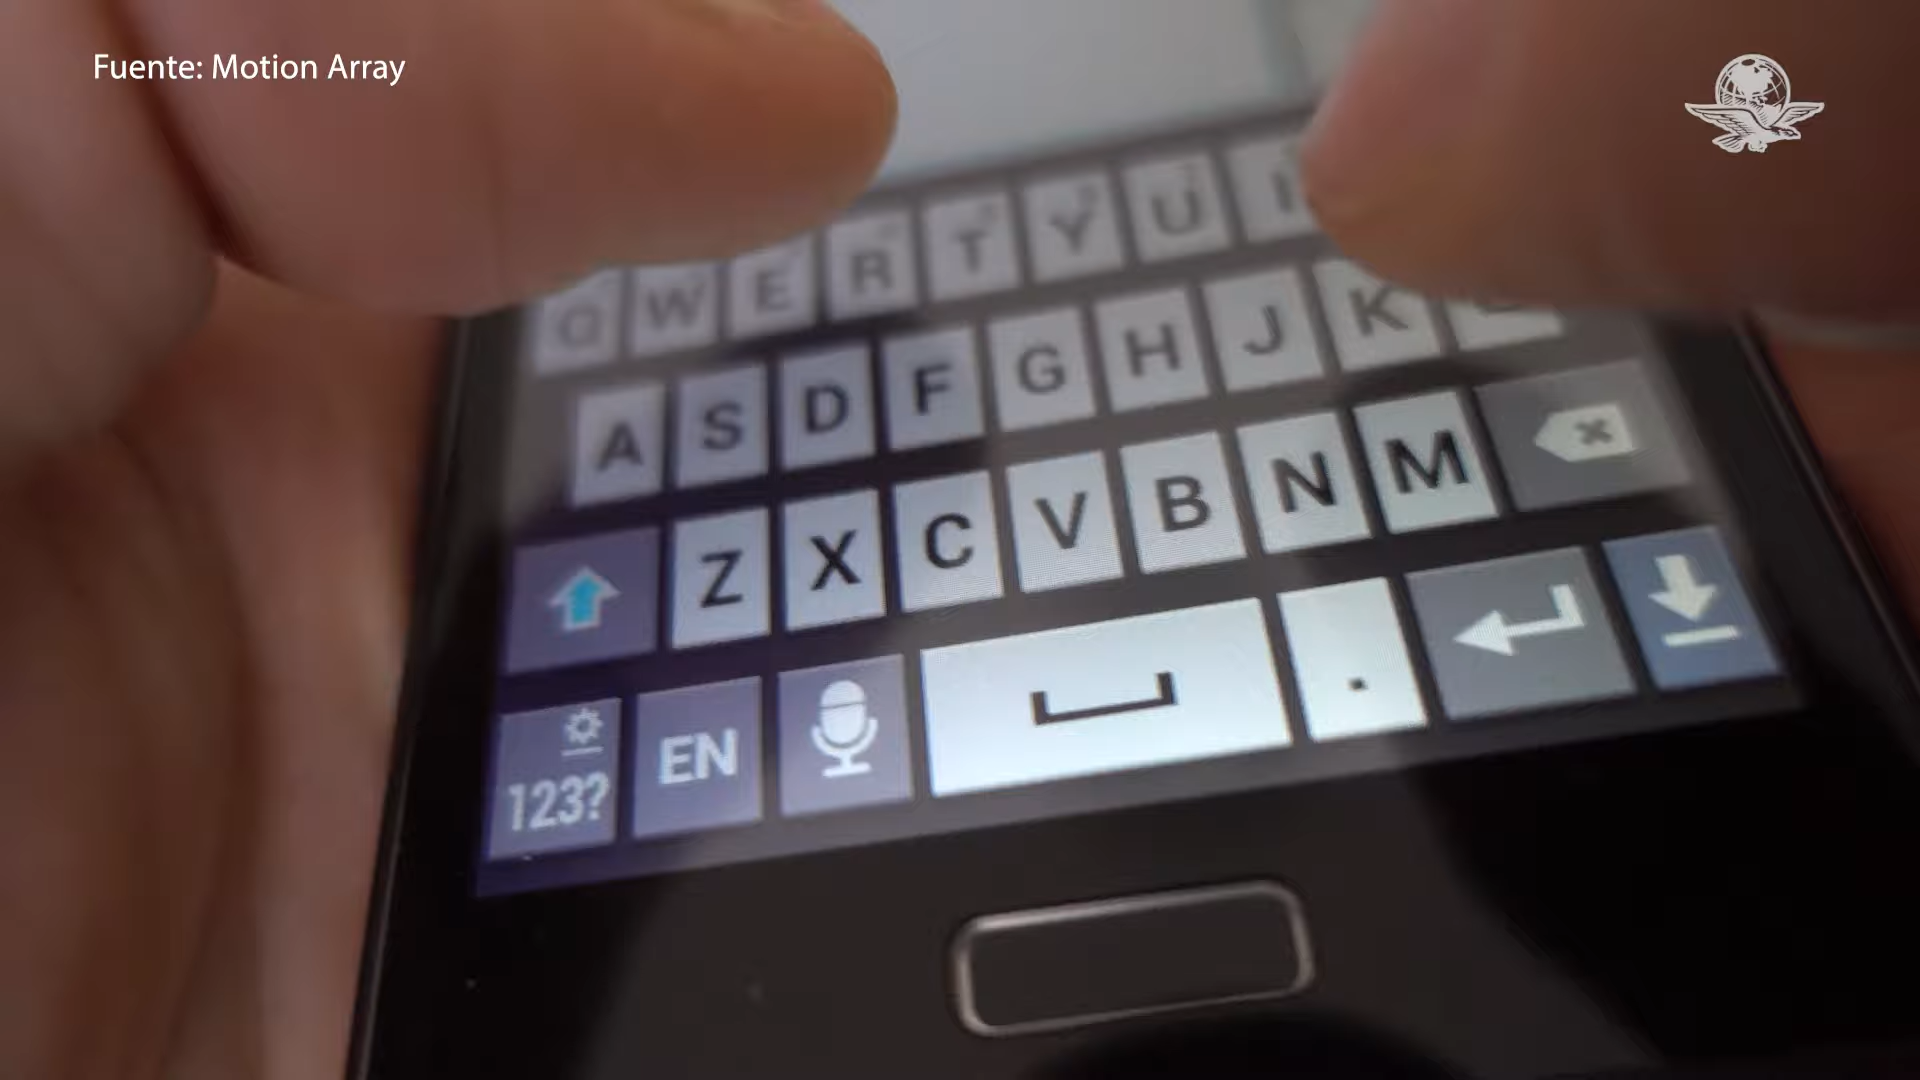 Fuente: Motion Array
Q W E R T Y U I
A S D F G H J K
Z X C V B N M
123? EN .